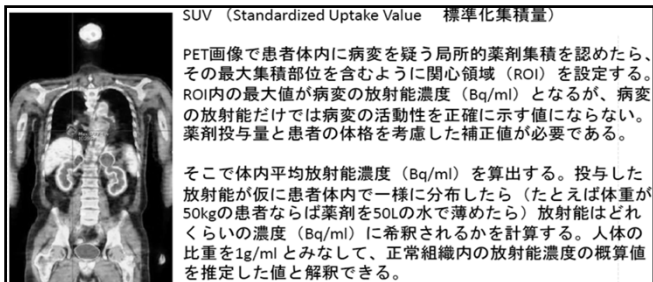 SUV （Standardized Uptake Value　標準化集積量）
PET画像で患者体内に病変を疑う局所的薬剤集積を認めたら、
その最大集積部位を含むように関心領域（ROI）を設定する。
ROI内の最大値が病変の放射能濃度（Bq/ml）となるが、病変
の放射能だけでは病変の活動性を正確に示す値にならない。
薬剤投与量と患者の体格を考慮した補正値が必要である。
そこで体内平均放射能濃度（Bq/ml）を算出する。投与した
放射能が仮に患者体内で一様に分布したら（たとえば体重が
50kgの患者ならば薬剤を50Lの水で薄めたら）放射能はどれ
くらいの濃度（Bq/ml）に希釈されるかを計算する。人体の
比重を1g/ml とみなして、正常組織内の放射能濃度の概算値
を推定した値と解釈できる。